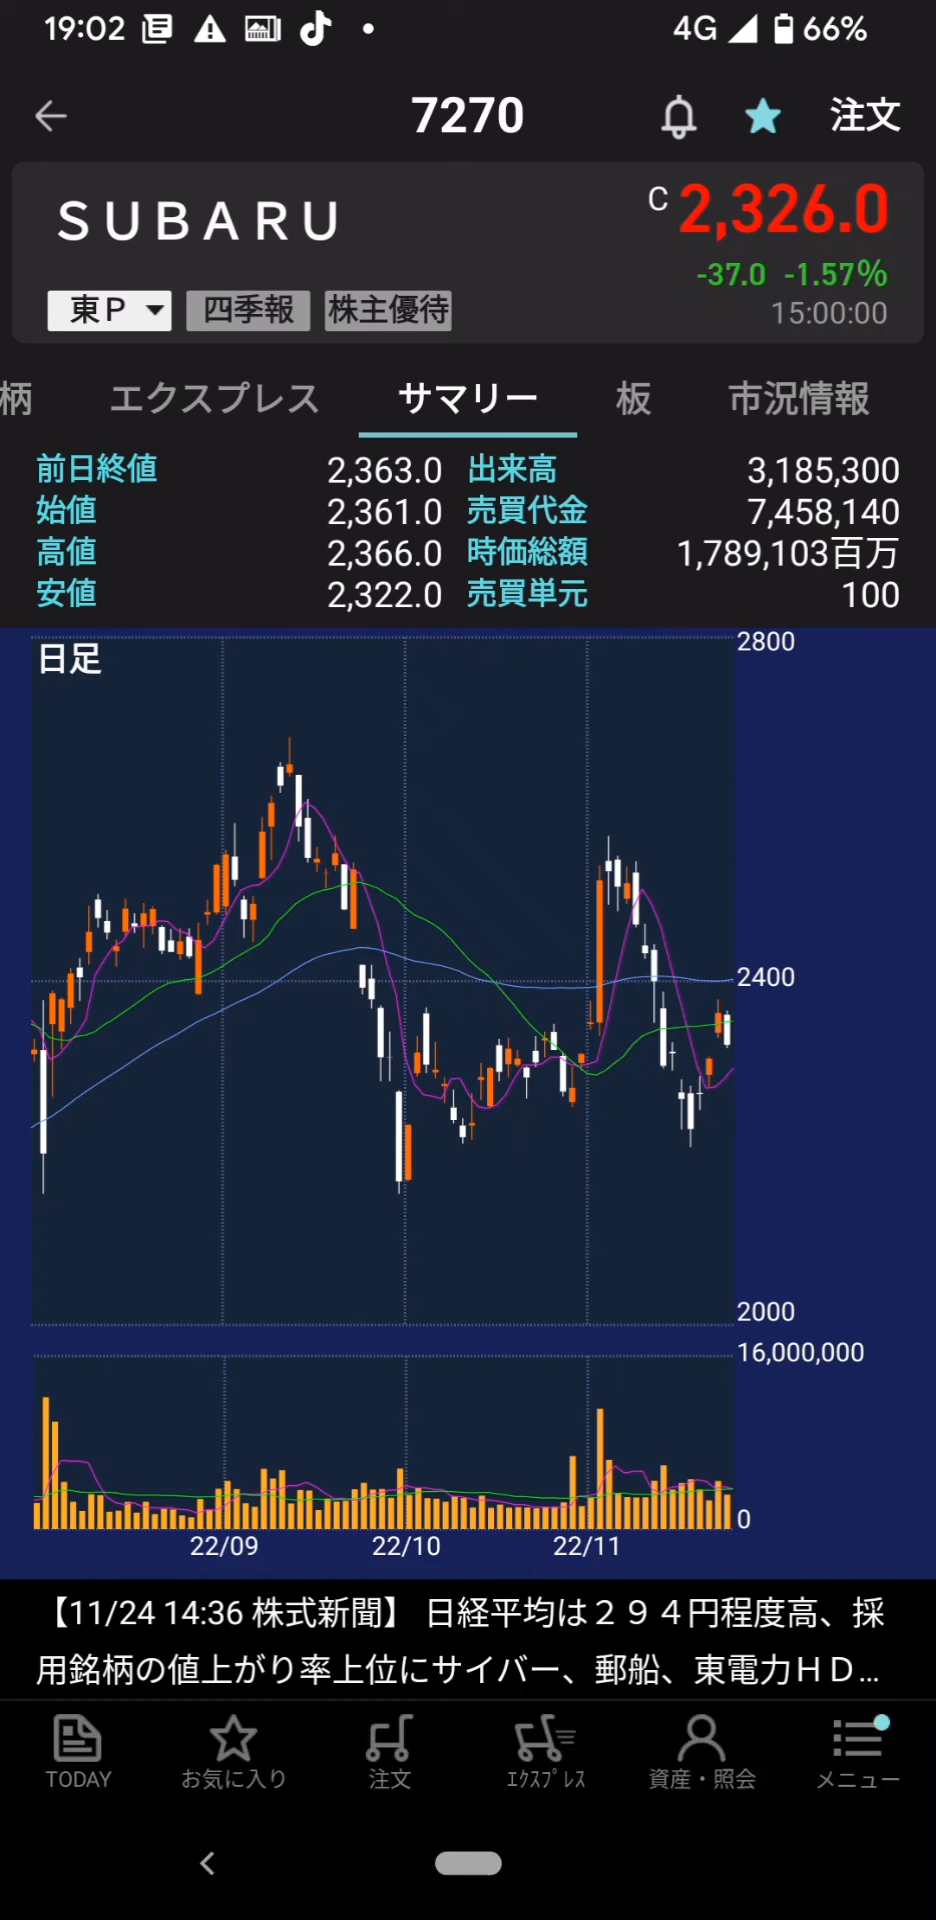 19:02 4G 66%
7270 注文
ＳＵＢＡＲＵ C 2,326.0
-37.0 -1.57%
東Ｐ 四季報 株主優待 15:00:00
柄 エクスプレス サマリー 板 市況情報
前日終値 2,363.0 出来高 3,185,300
始値 2,361.0 売買代金 7,458,140
高値 2,366.0 時価総額 1,789,103百万
安値 2,322.0 売買単元 100
日足
2800
2400
2000
16,000,000
0
22/09 22/10 22/11
【11/24 14:36 株式新聞】 日経平均は２９４円程度高、採
用銘柄の値上がり率上位にサイバー、郵船、東電力ＨＤ...
TODAY お気に入り 注文 ｴｸｽﾌﾟﾚｽ 資産・照会 メニュー